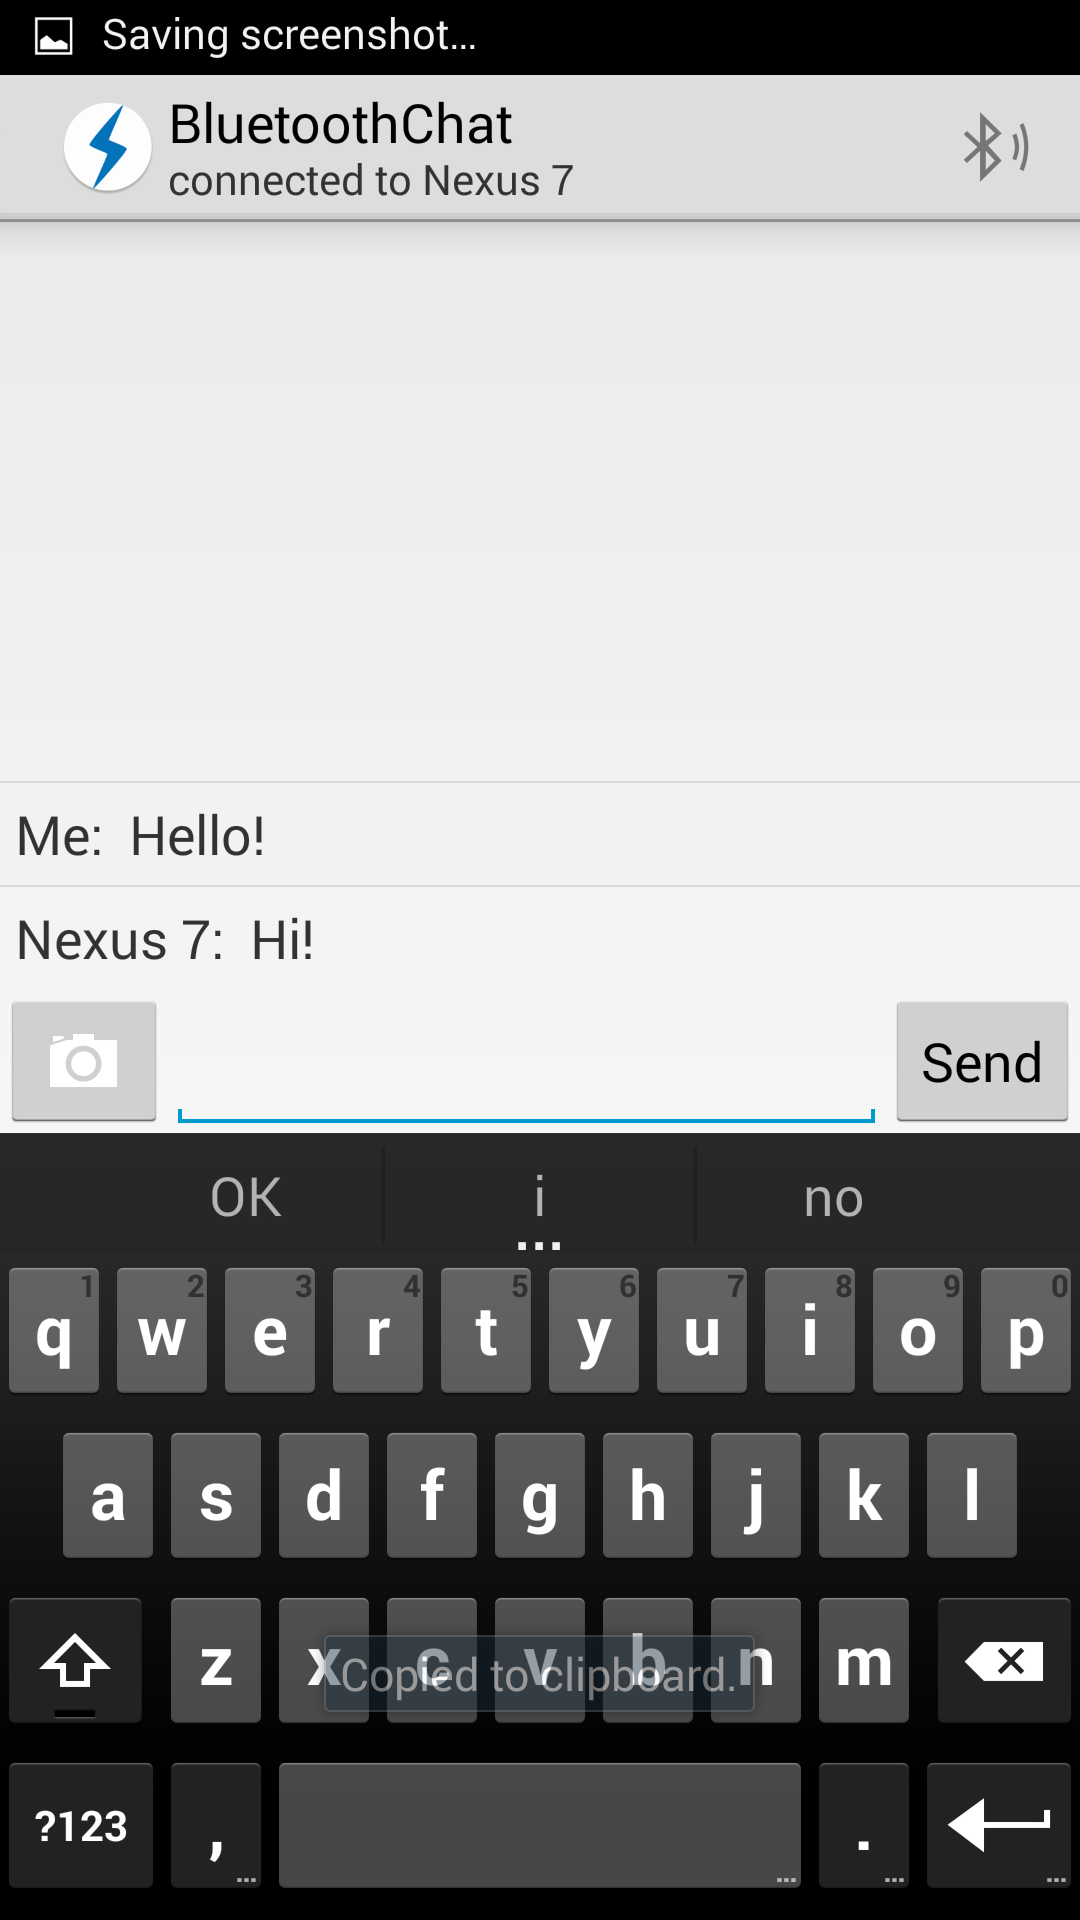 Saving screenshot...
BluetoothChat
connected to Nexus 7
Me: Hello!
Nexus 7: Hi!
Send
OK i no
...
1 2 3 4 5 6 7 8 9 0
q w e r t y u i o p
a s d f g h j k l
z x c v b n m
Copied to clipboard.
?123 , .
... ... ... ...